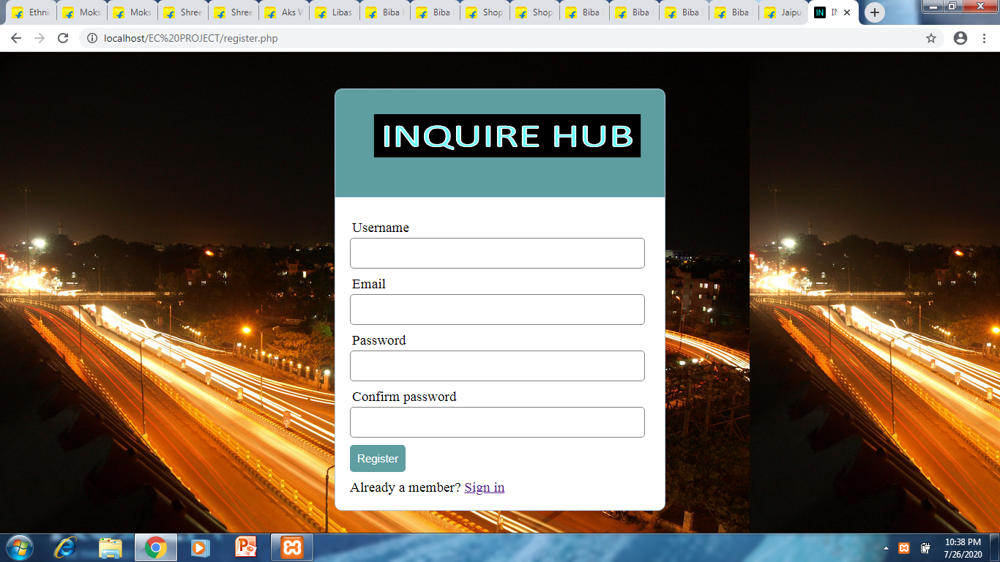 Ethni Moks Moks Shree Shree Aks W Libas Biba Biba Shop Shop Biba Biba Biba Biba Jaipu IN
localhost/EC%20PROJECT/register.php
INQUIRE HUB
Username
Email
Password
Confirm password
Register
Already a member? Sign in
10:38 PM
7/26/2020